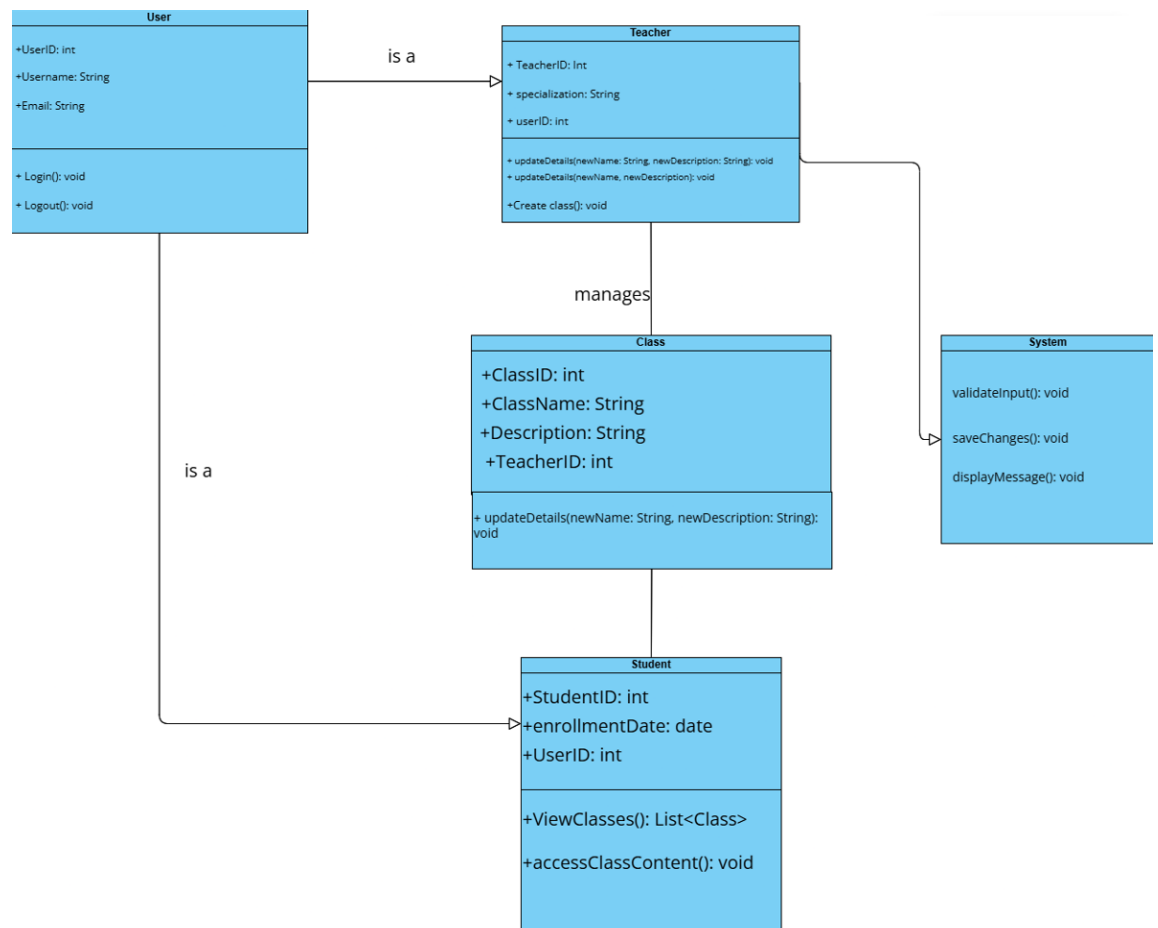 User
+UserID: int
+Username: String
+Email: String
+ Login(): void
+ Logout(): void
is a
Teacher
+ TeacherID: Int
+ specialization: String
+ userID: int
+ updateDetails(newName: String, newDescription: String): void
+ updateDetails(newName, newDescription): void
+Create class(): void
manages
Class
+ClassID: int
+ClassName: String
+Description: String
+TeacherID: int
+ updateDetails(newName: String, newDescription: String):
void
System
validateInput(): void
saveChanges(): void
displayMessage(): void
is a
Student
+StudentID: int
+enrollmentDate: date
+UserID: int
+ViewClasses(): List<Class>
+accessClassContent(): void